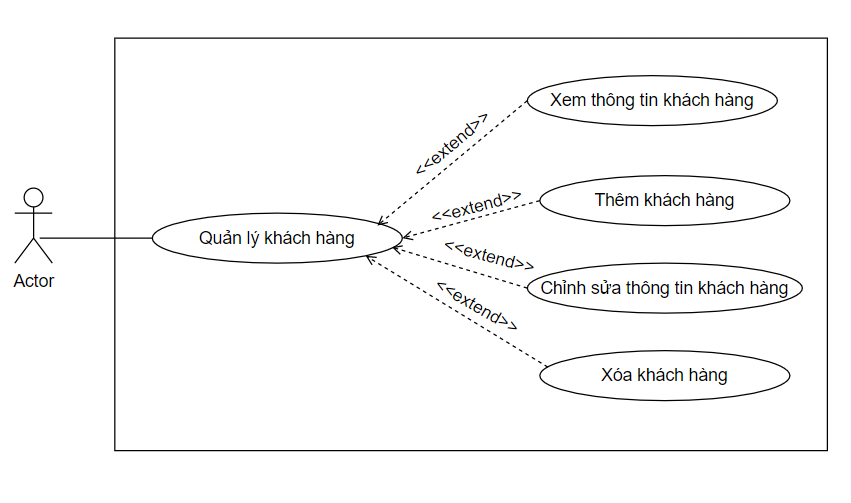 Xem thông tin khách hàng
<<extend>>
Thêm khách hàng
<<extend>>
Quản lý khách hàng
<<extend>>
Actor
Chỉnh sửa thông tin khách hàng
<<extend>>
Xóa khách hàng